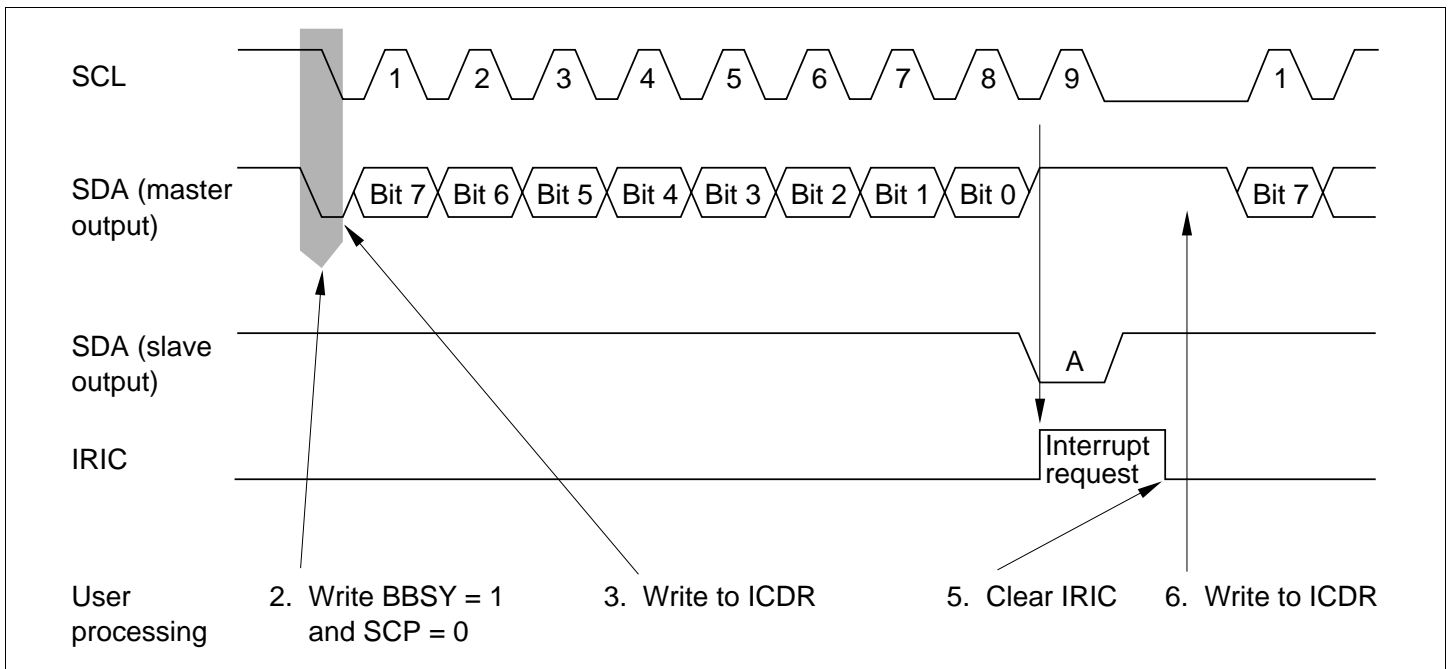 SCL
1 2 3 4 5 6 7 8 9 1
SDA (master
output)
Bit 7 Bit 6 Bit 5 Bit 4 Bit 3 Bit 2 Bit 1 Bit 0 Bit 7
SDA (slave
output)
A
IRIC
Interrupt
request
User
processing
2. Write BBSY = 1
and SCP = 0
3. Write to ICDR
5. Clear IRIC
6. Write to ICDR